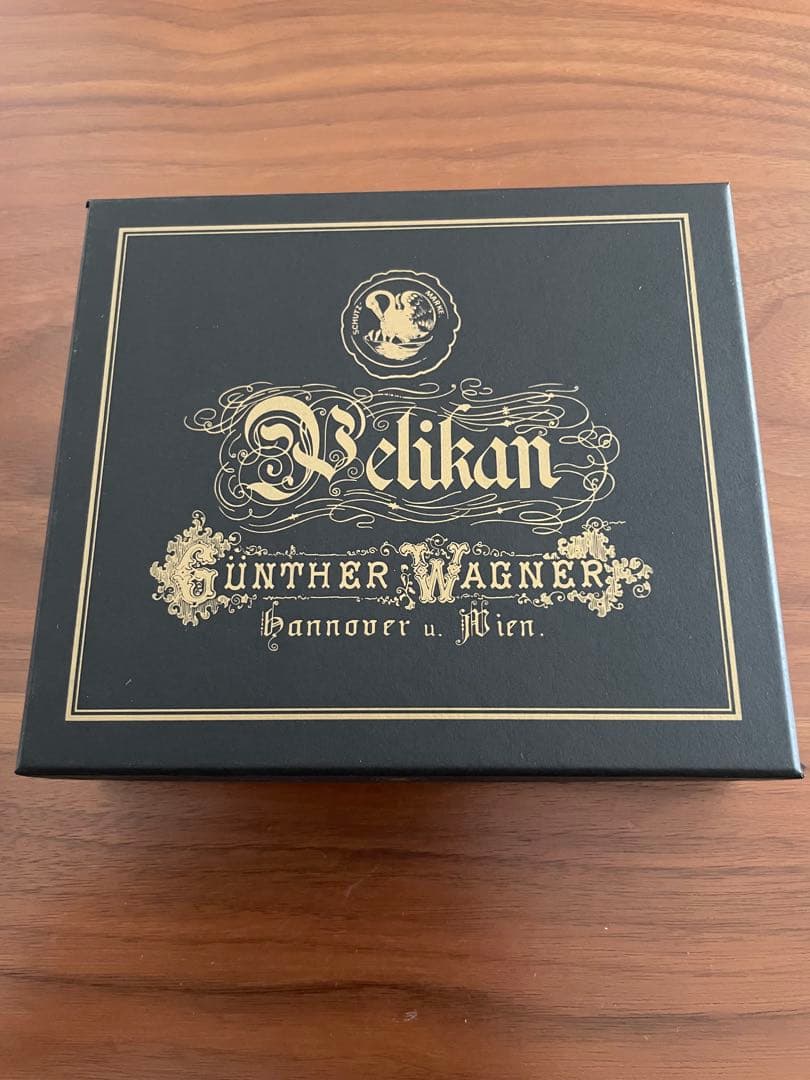 SCHUTZ- MARKE.
Pelikan
GÜNTHER WAGNER
Hannover u. Wien.